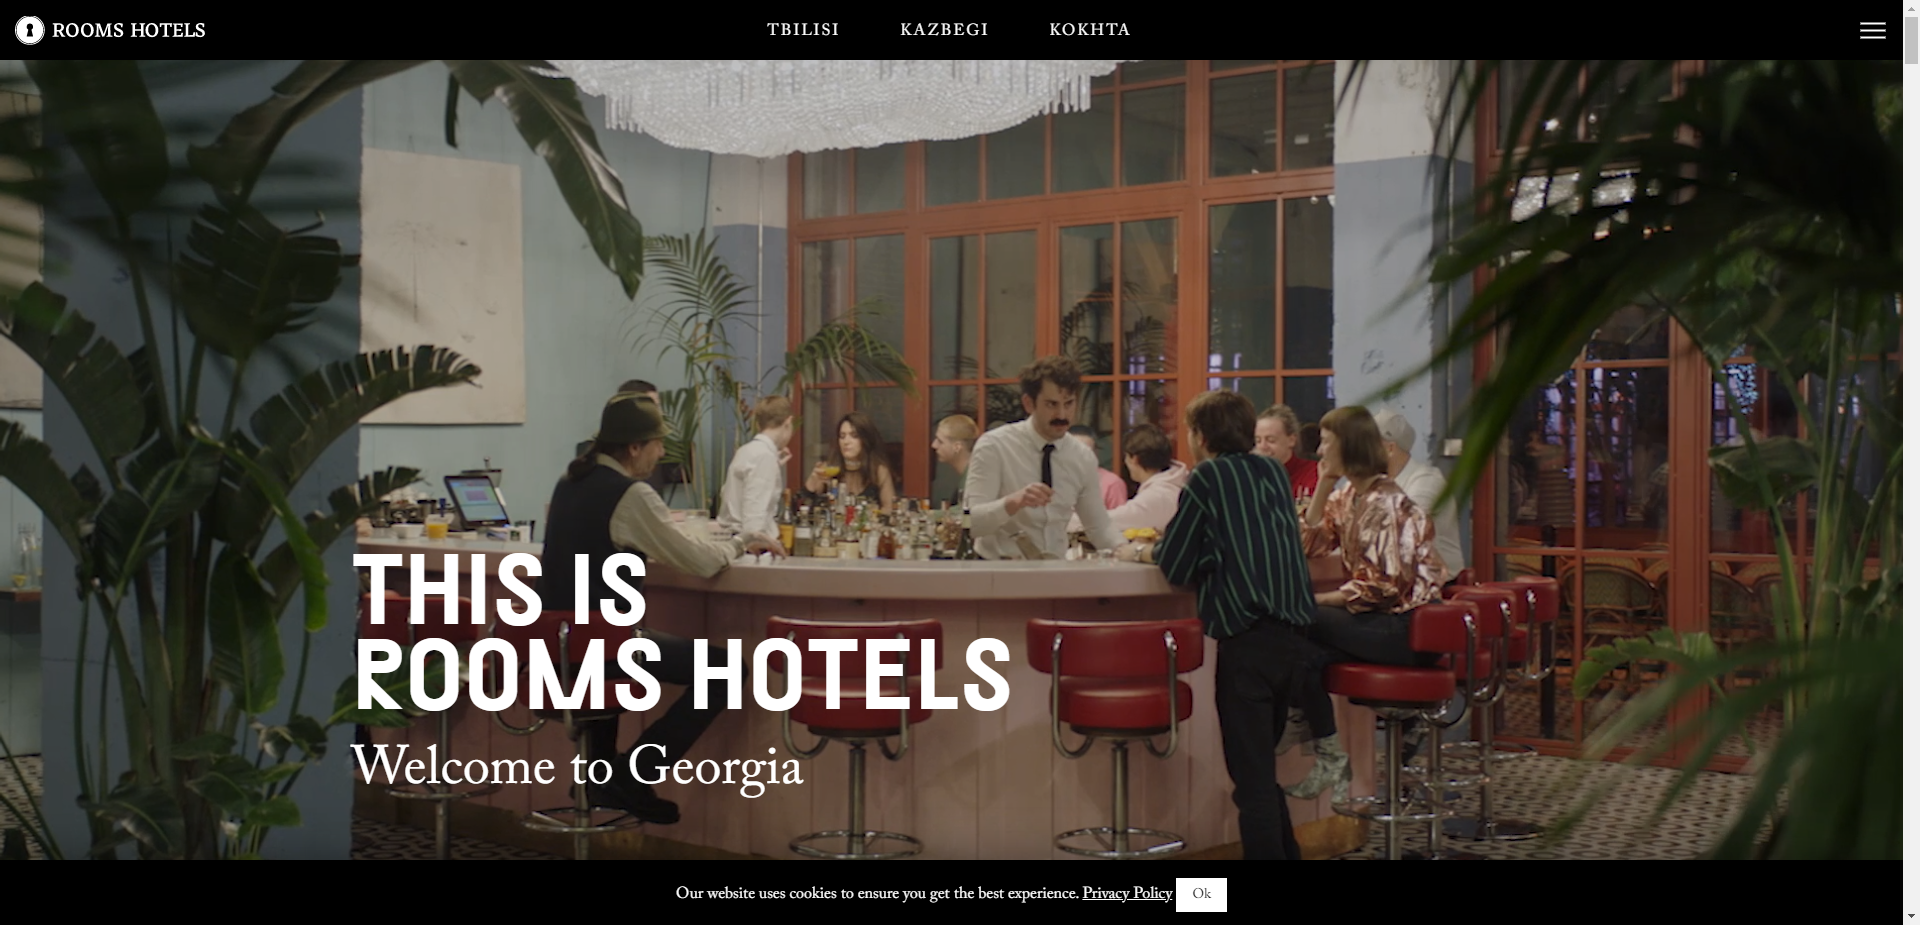 ROOMS HOTELS
TBILISI
KAZBEGI
KOKHTA
THIS IS
ROOMS HOTELS
Welcome to Georgia
Our website uses cookies to ensure you get the best experience. Privacy Policy Ok